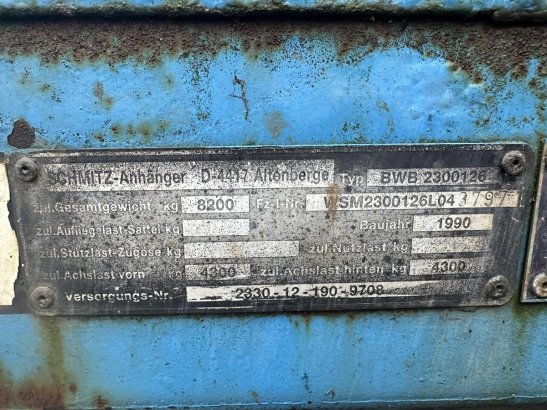 SCHMITZ-Anhänger D-4417 Altenberge Typ BWB 2300126
zul.Gesamtgewicht kg 8200 Fz-I-Nr. WSM2300126L04
zul.Aufliegelast-Sattel kg Baujahr 1990
zul.Stutzlast-Zugöse kg zul.Nutzlast kg
zul.Achslast vorn kg 4300 zul.Achslast hinten kg 4300
Versorgungs-Nr. 2330-12-190-9708